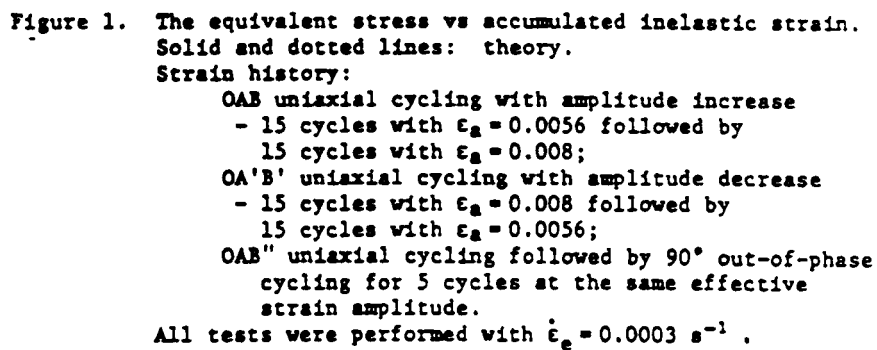 Figure 1. The equivalent stress vs accumulated inelastic strain.
Solid and dotted lines: theory.
Strain history:
OAB uniaxial cycling with amplitude increase
- 15 cycles with εa = 0.0056 followed by
15 cycles with εa = 0.008;
OA'B' uniaxial cycling with amplitude decrease
- 15 cycles with εa = 0.008 followed by
15 cycles with εa = 0.0056;
OAB" uniaxial cycling followed by 90° out-of-phase
cycling for 5 cycles at the same effective
strain amplitude.
All tests were performed with ε̇e = 0.0003 s⁻¹ .